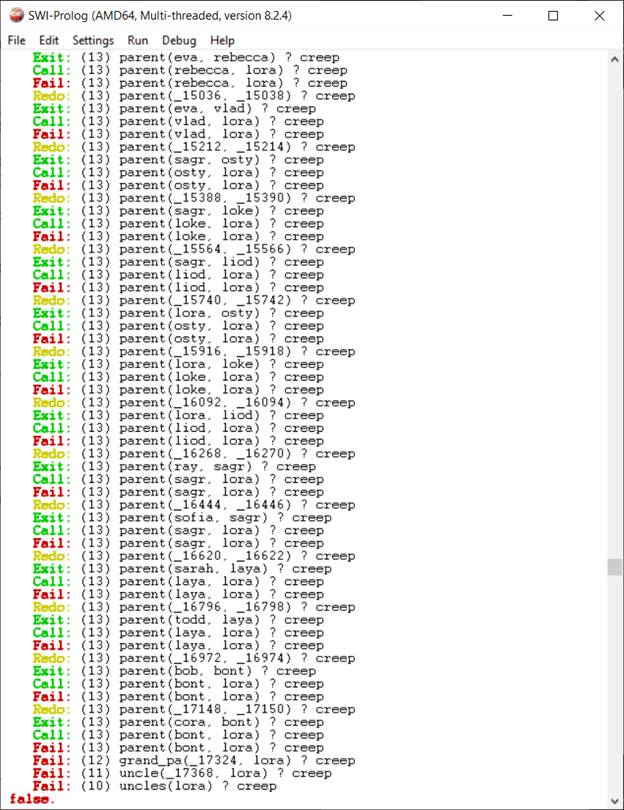 SWI-Prolog (AMD64, Multi-threaded, version 8.2.4)
File Edit Settings Run Debug Help
Exit: (13) parent(eva, rebecca) ? creep
Call: (13) parent(rebecca, lora) ? creep
Fail: (13) parent(rebecca, lora) ? creep
Redo: (13) parent(_15036, _15038) ? creep
Exit: (13) parent(eva, vlad) ? creep
Call: (13) parent(vlad, lora) ? creep
Fail: (13) parent(vlad, lora) ? creep
Redo: (13) parent(_15212, _15214) ? creep
Exit: (13) parent(sagr, osty) ? creep
Call: (13) parent(osty, lora) ? creep
Fail: (13) parent(osty, lora) ? creep
Redo: (13) parent(_15388, _15390) ? creep
Exit: (13) parent(sagr, loke) ? creep
Call: (13) parent(loke, lora) ? creep
Fail: (13) parent(loke, lora) ? creep
Redo: (13) parent(_15564, _15566) ? creep
Exit: (13) parent(sagr, liod) ? creep
Call: (13) parent(liod, lora) ? creep
Fail: (13) parent(liod, lora) ? creep
Redo: (13) parent(_15740, _15742) ? creep
Exit: (13) parent(lora, osty) ? creep
Call: (13) parent(osty, lora) ? creep
Fail: (13) parent(osty, lora) ? creep
Redo: (13) parent(_15916, _15918) ? creep
Exit: (13) parent(lora, loke) ? creep
Call: (13) parent(loke, lora) ? creep
Fail: (13) parent(loke, lora) ? creep
Redo: (13) parent(_16092, _16094) ? creep
Exit: (13) parent(lora, liod) ? creep
Call: (13) parent(liod, lora) ? creep
Fail: (13) parent(liod, lora) ? creep
Redo: (13) parent(_16268, _16270) ? creep
Exit: (13) parent(ray, sagr) ? creep
Call: (13) parent(sagr, lora) ? creep
Fail: (13) parent(sagr, lora) ? creep
Redo: (13) parent(_16444, _16446) ? creep
Exit: (13) parent(sofia, sagr) ? creep
Call: (13) parent(sagr, lora) ? creep
Fail: (13) parent(sagr, lora) ? creep
Redo: (13) parent(_16620, _16622) ? creep
Exit: (13) parent(sarah, laya) ? creep
Call: (13) parent(laya, lora) ? creep
Fail: (13) parent(laya, lora) ? creep
Redo: (13) parent(_16796, _16798) ? creep
Exit: (13) parent(todd, laya) ? creep
Call: (13) parent(laya, lora) ? creep
Fail: (13) parent(laya, lora) ? creep
Redo: (13) parent(_16972, _16974) ? creep
Exit: (13) parent(bob, bont) ? creep
Call: (13) parent(bont, lora) ? creep
Fail: (13) parent(bont, lora) ? creep
Redo: (13) parent(_17148, _17150) ? creep
Exit: (13) parent(cora, bont) ? creep
Call: (13) parent(bont, lora) ? creep
Fail: (13) parent(bont, lora) ? creep
Fail: (12) grand_pa(_17324, lora) ? creep
Fail: (11) uncle(_17368, lora) ? creep
Fail: (10) uncles(lora) ? creep
false.